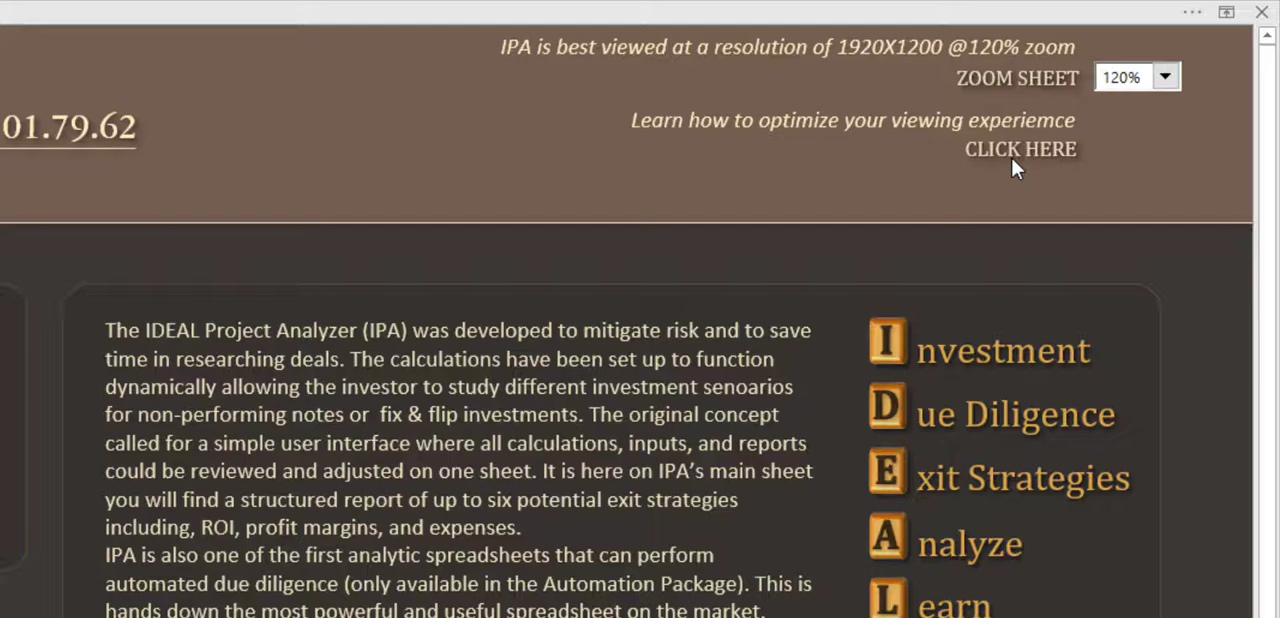 IPA is best viewed at a resolution of 1920X1200 @120% zoom
ZOOM SHEET 120%
01.79.62
Learn how to optimize your viewing experiemce
CLICK HERE
The IDEAL Project Analyzer (IPA) was developed to mitigate risk and to save
time in researching deals. The calculations have been set up to function
dynamically allowing the investor to study different investment senoarios
for non-performing notes or fix & flip investments. The original concept
called for a simple user interface where all calculations, inputs, and reports
could be reviewed and adjusted on one sheet. It is here on IPA’s main sheet
you will find a structured report of up to six potential exit strategies
including, ROI, profit margins, and expenses.
IPA is also one of the first analytic spreadsheets that can perform
automated due diligence (only available in the Automation Package). This is
hands down the most powerful and useful spreadsheet on the market.
Investment
Due Diligence
Exit Strategies
Analyze
Learn